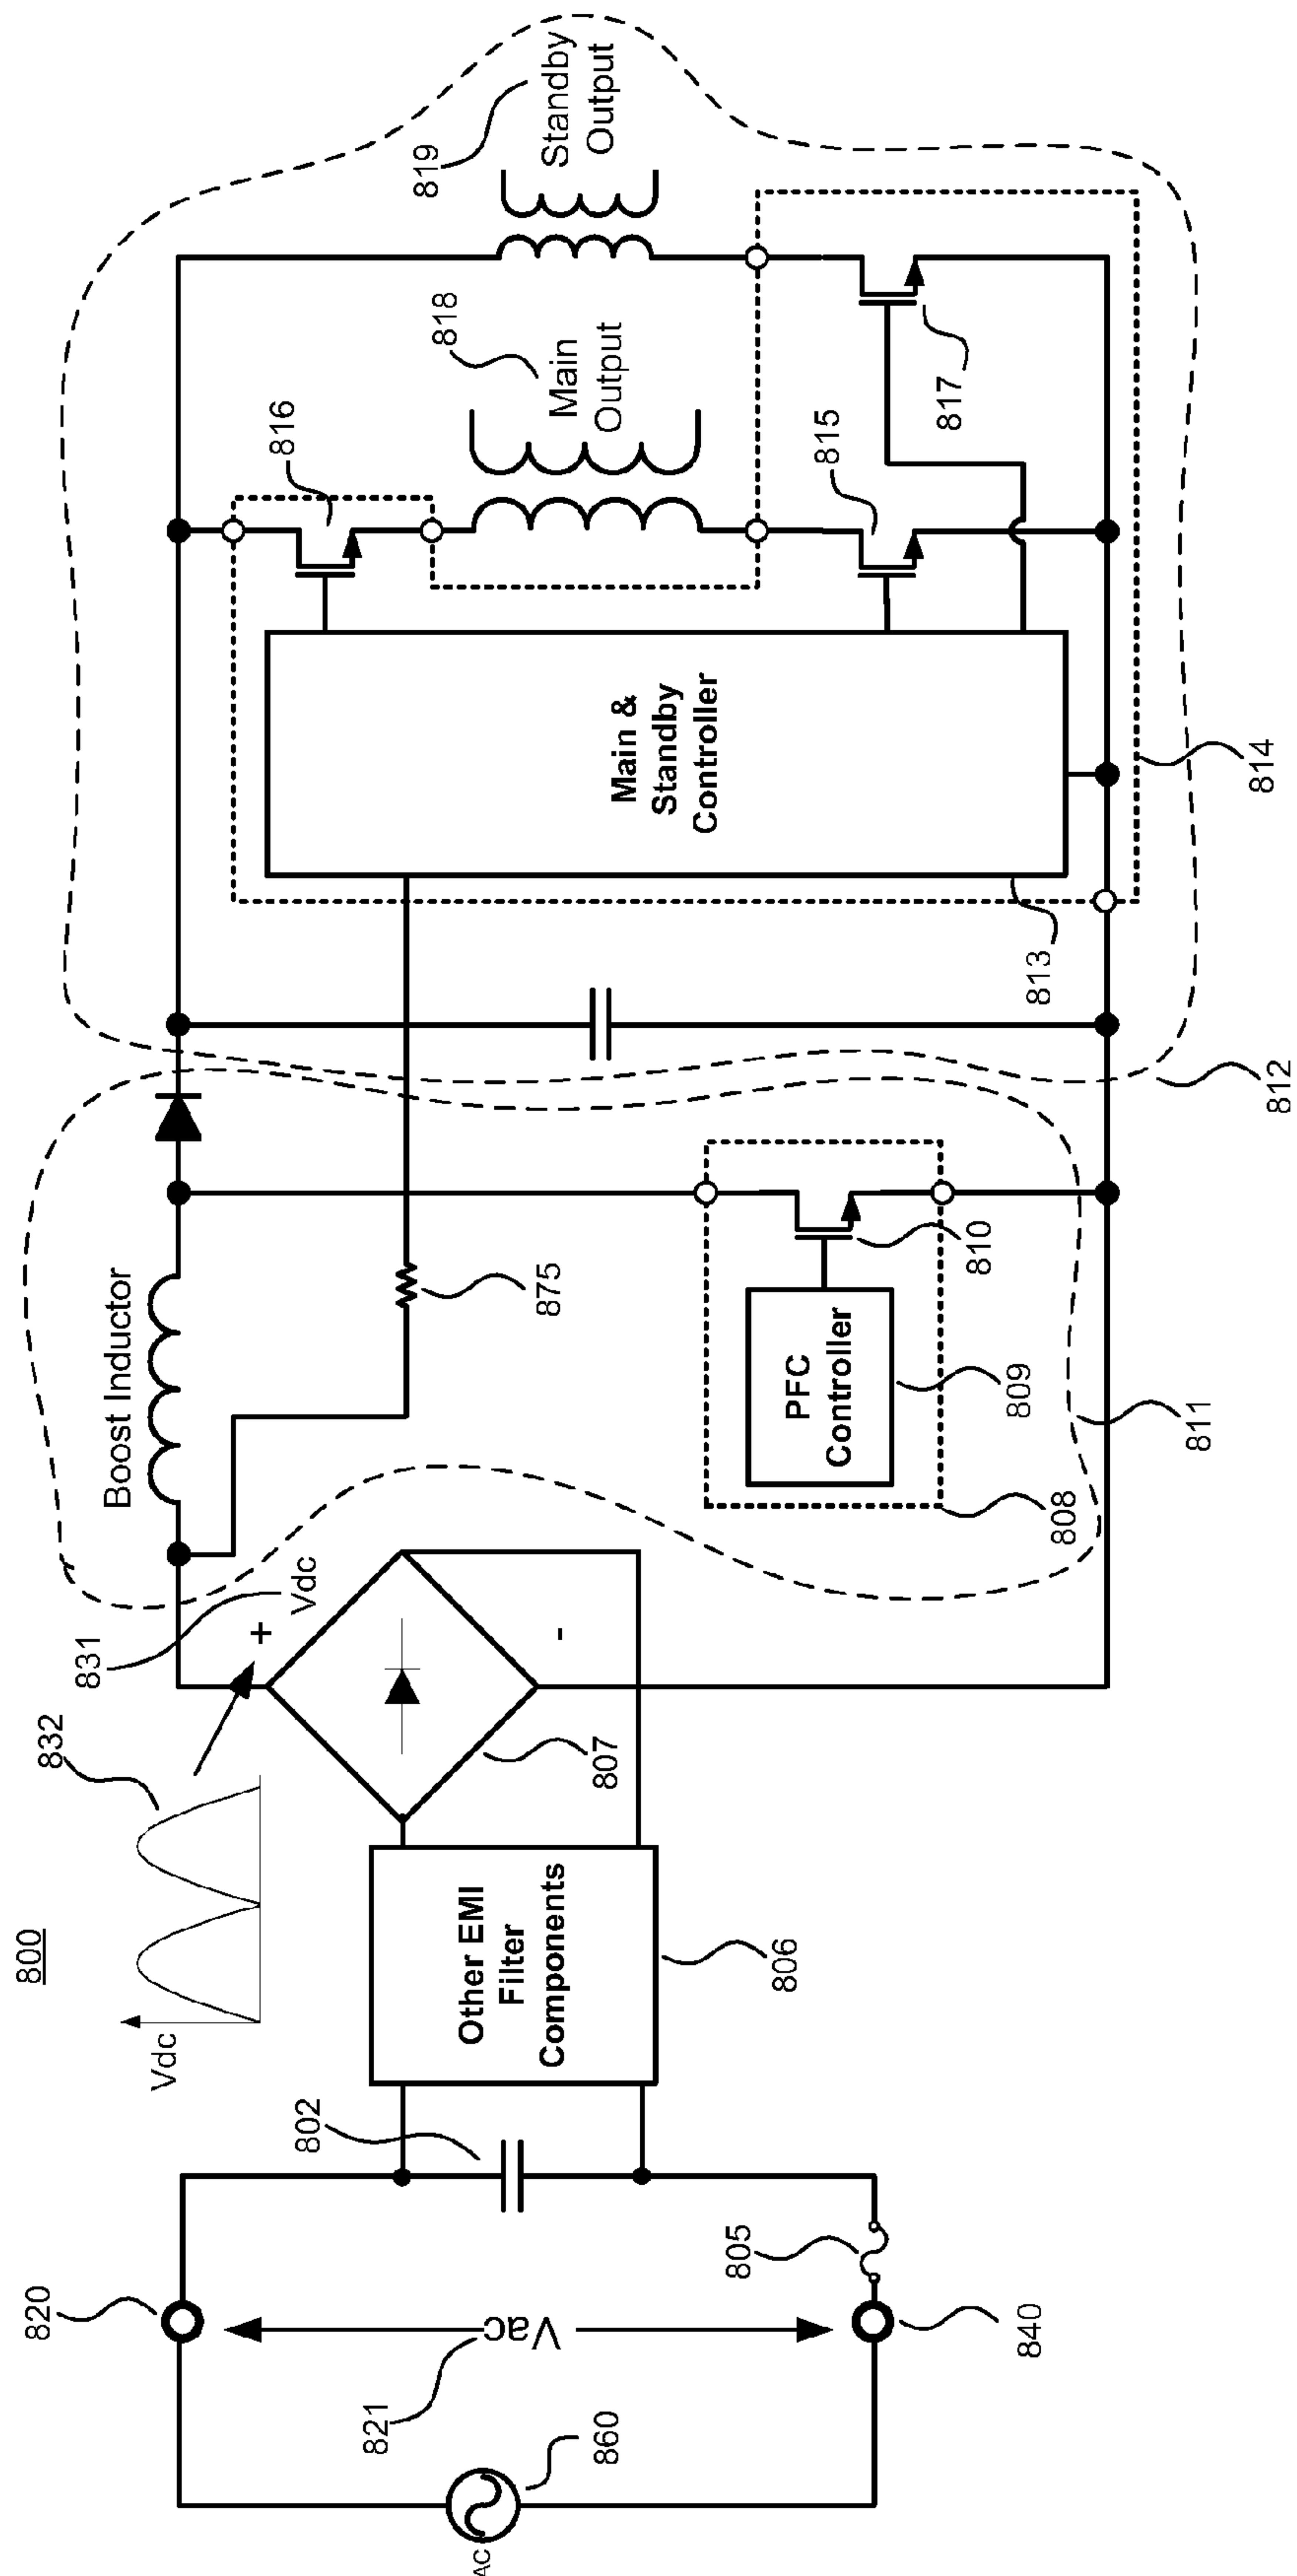 800
832
Vdc
831
+
Vdc
-
Boost Inductor
816
818
Main
Output
819
Standby
Output
820
821
Vac
860
AC
802
805
840
Other EMI
Filter
Components
806
807
875
PFC
Controller
809
810
808
811
Main &
Standby
Controller
813
815
817
814
812